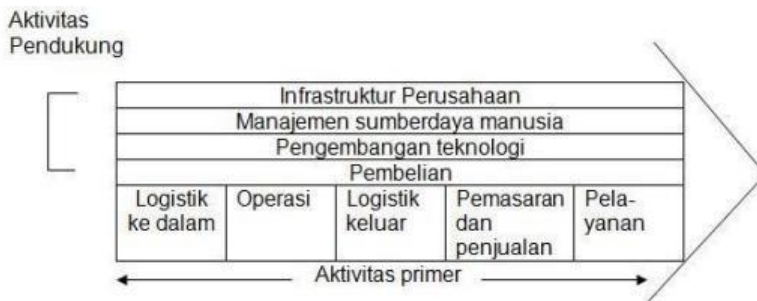 Aktivitas
Pendukung
Infrastruktur Perusahaan
Manajemen sumberdaya manusia
Pengembangan teknologi
Pembelian
Logistik
ke dalam
Operasi
Logistik
keluar
Pemasaran
dan
penjualan
Pela-
yanan
Aktivitas primer